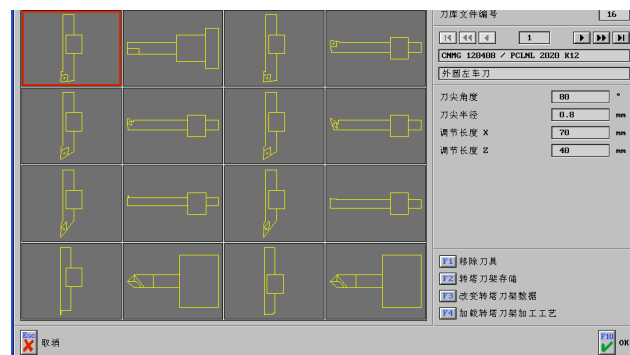 刀库文件编号 16
1
CNMG 120408 / PCLNL 2020 K12
外圆左车刀
刀尖角度 80 °
刀尖半径 0.8 mm
调节长度 X 70 mm
调节长度 Z 40 mm
F1 移除刀具
F2 转塔刀架存储
F3 改变转塔刀架数据
F4 加载转塔刀架加工工艺
Esc 取消
F10 OK